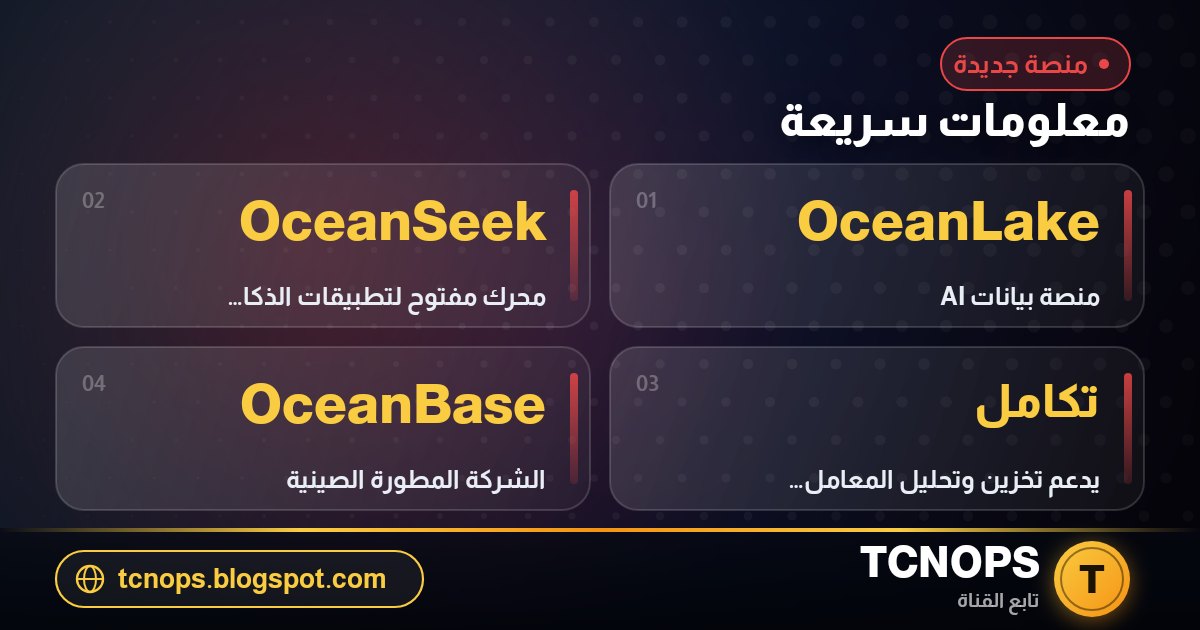 • منصة جديدة
معلومات سريعة
01
OceanLake
منصة بيانات AI
02
OceanSeek
محرك مفتوح لتطبيقات الذكا...
03
تكامل
يدعم تخزين وتحليل المعامل...
04
OceanBase
الشركة المطورة الصينية
T
TCNOPS
تابع القناة
tcnops.blogspot.com